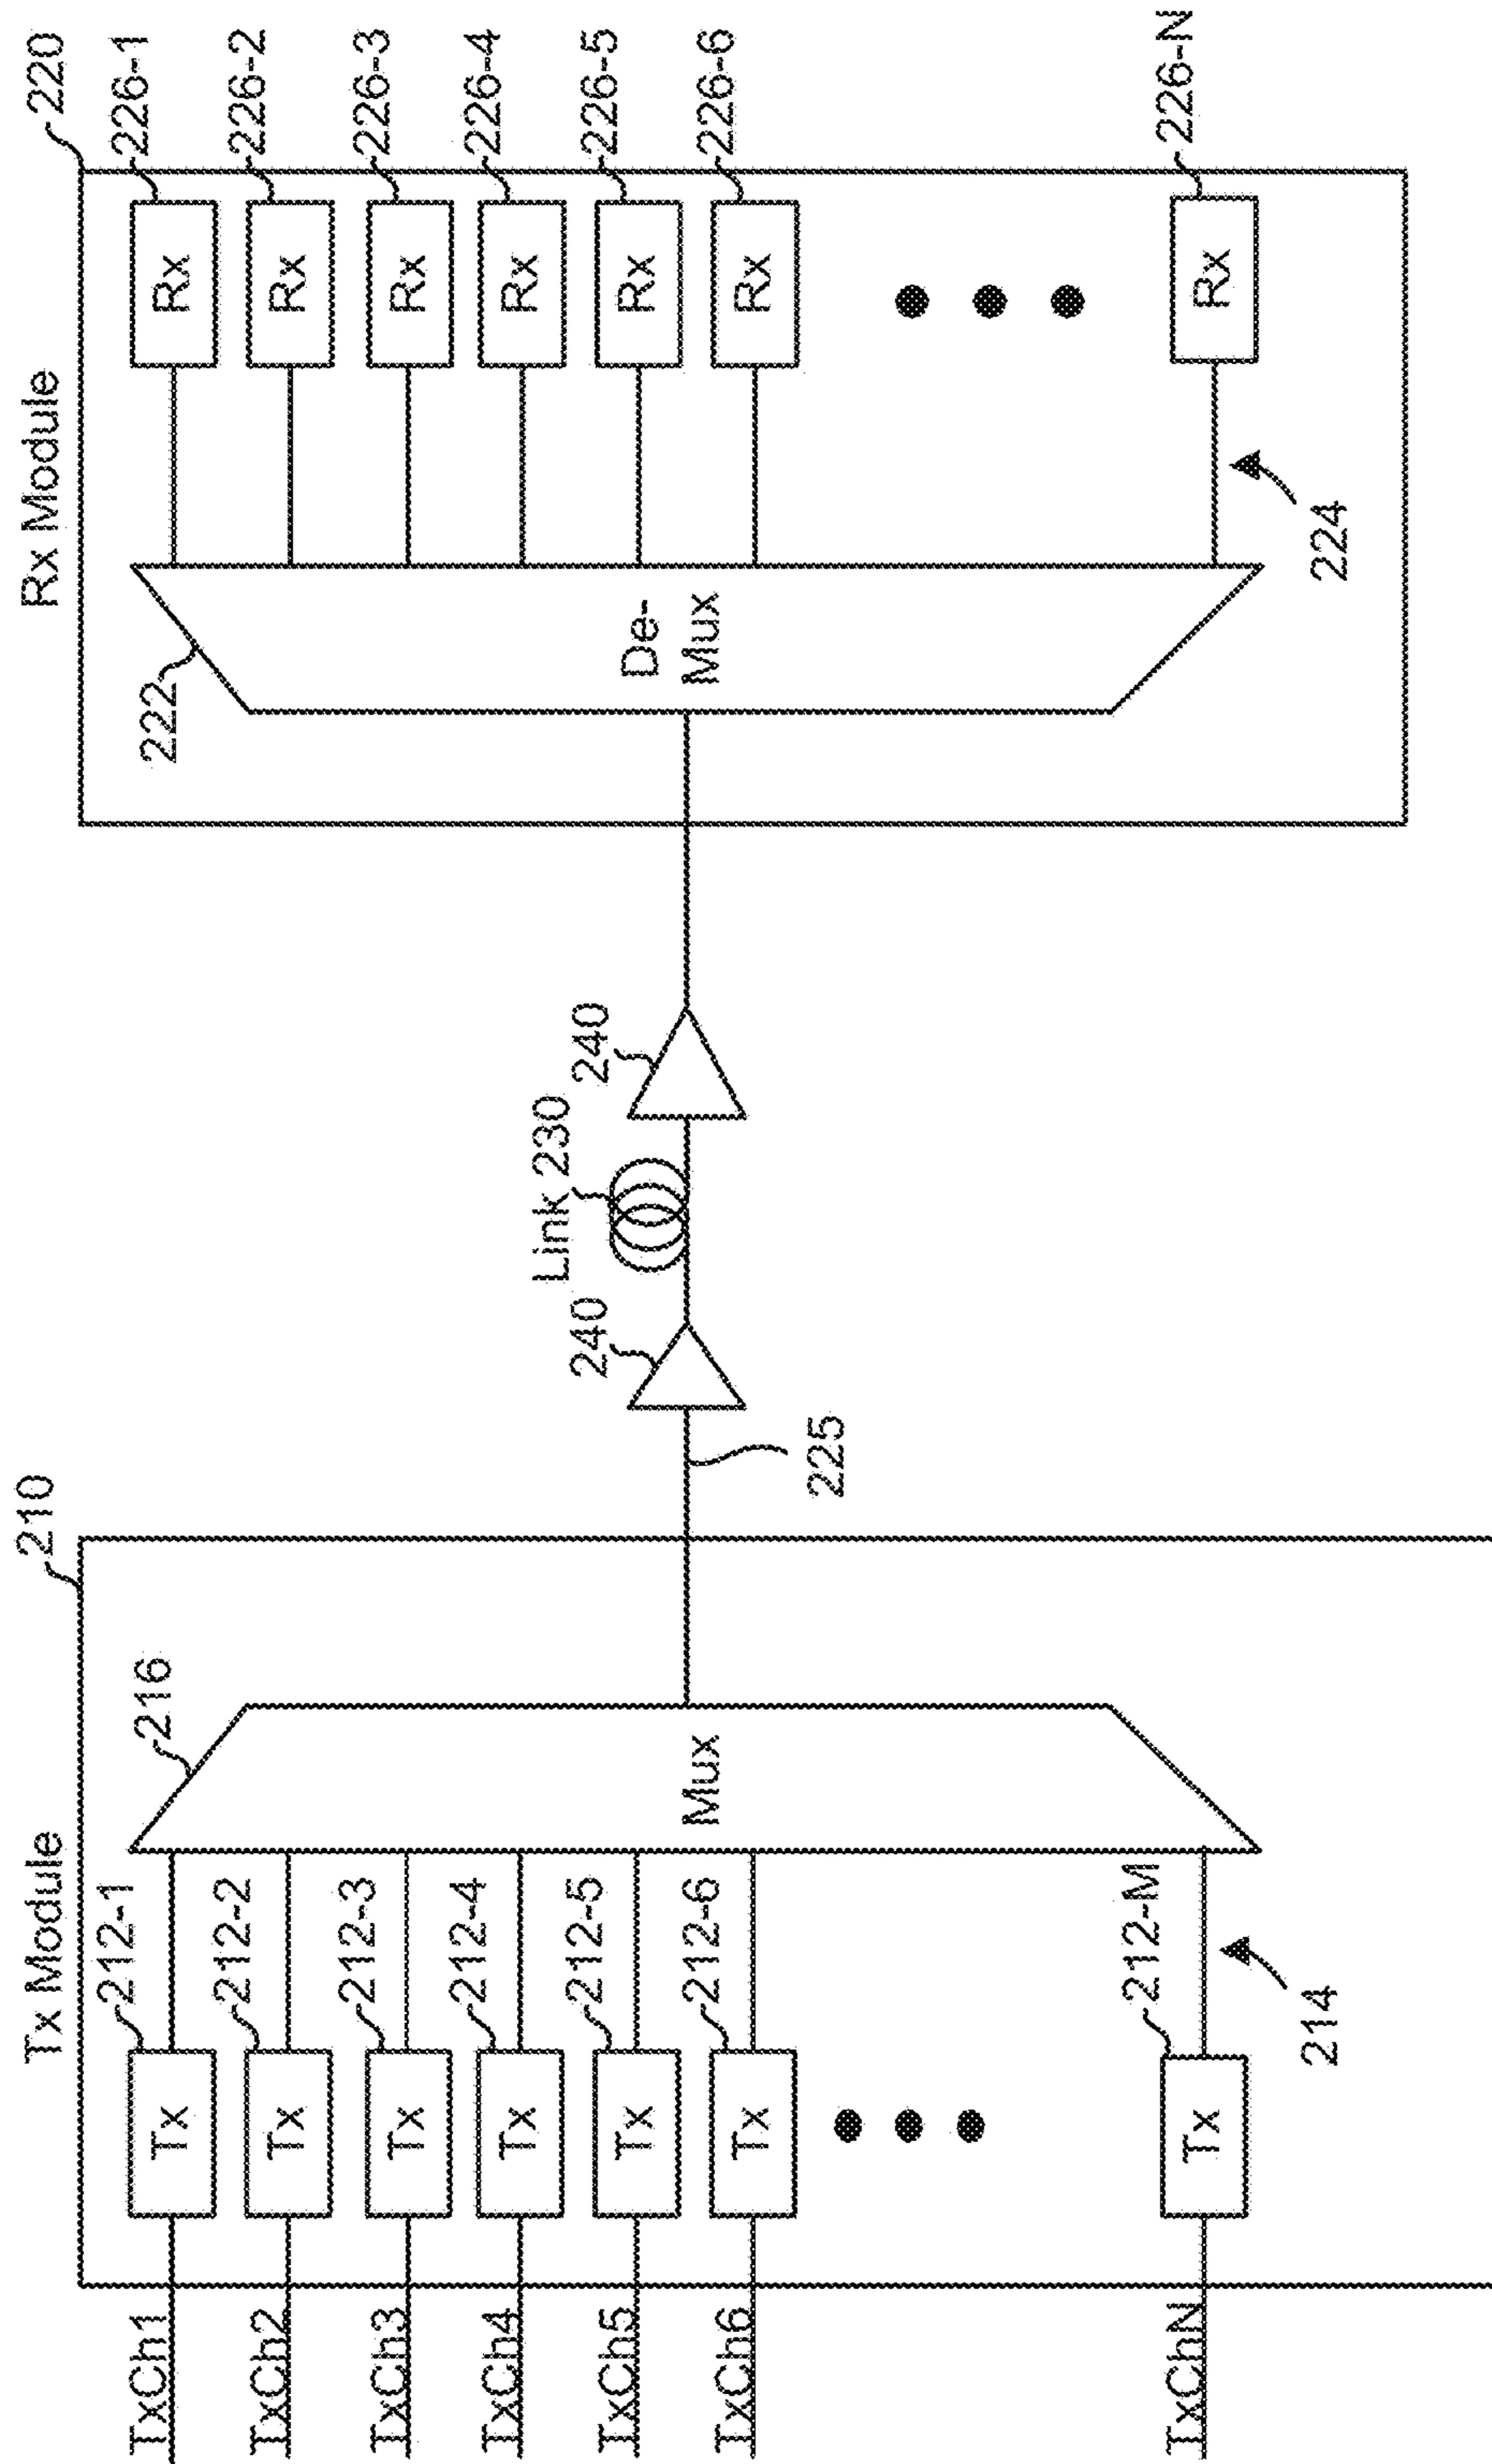 Tx Module
210
TxCh1
TxCh2
TxCh3
TxCh4
TxCh5
TxCh6
TxChN
Tx
Tx
Tx
Tx
Tx
Tx
Tx
212-1
212-2
212-3
212-4
212-5
212-6
212-M
214
216
Mux
225
240
Link 230
240
Rx Module
220
222
De-
Mux
224
Rx
Rx
Rx
Rx
Rx
Rx
Rx
226-1
226-2
226-3
226-4
226-5
226-6
226-N